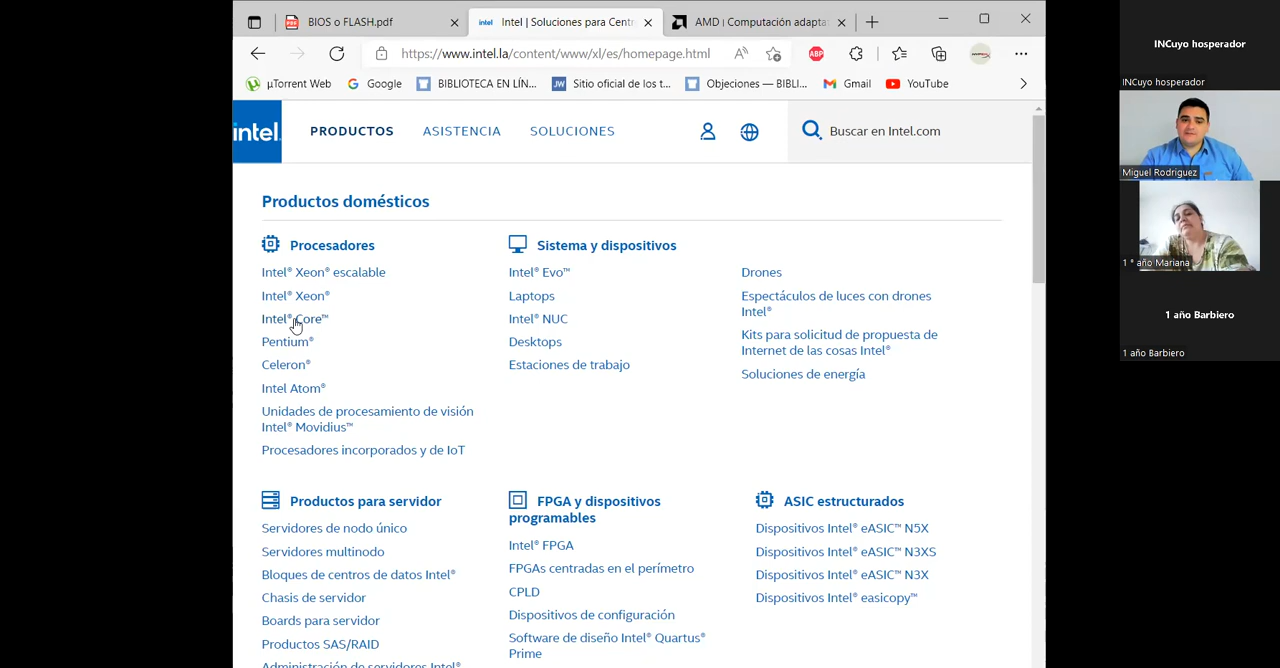 BIOS o FLASH.pdf
intel
Intel | Soluciones para Centr
AMD | Computación adaptat
https://www.intel.la/content/www/xl/es/homepage.html
ABP
µTorrent Web
Google
BIBLIOTECA EN LÍN...
JW
Sitio oficial de los t...
Objeciones — BIBLI...
Gmail
YouTube
intel.
PRODUCTOS
ASISTENCIA
SOLUCIONES
Buscar en Intel.com
Productos domésticos
Procesadores
Intel® Xeon® escalable
Intel® Xeon®
Intel® Core™
Pentium®
Celeron®
Intel Atom®
Unidades de procesamiento de visión
Intel® Movidius™
Procesadores incorporados y de IoT
Sistema y dispositivos
Intel® Evo™
Laptops
Intel® NUC
Desktops
Estaciones de trabajo
Drones
Espectáculos de luces con drones
Intel®
Kits para solicitud de propuesta de
Internet de las cosas Intel®
Soluciones de energía
Productos para servidor
Servidores de nodo único
Servidores multinodo
Bloques de centros de datos Intel®
Chasis de servidor
Boards para servidor
Productos SAS/RAID
Administración de servidores Intel®
FPGA y dispositivos
programables
Intel® FPGA
FPGAs centradas en el perímetro
CPLD
Dispositivos de configuración
Software de diseño Intel® Quartus®
Prime
ASIC estructurados
Dispositivos Intel® eASIC™ N5X
Dispositivos Intel® eASIC™ N3XS
Dispositivos Intel® eASIC™ N3X
Dispositivos Intel® easicopy™
INCuyo hosperador
INCuyo hosperador
Miguel Rodriguez
1 ° año Mariana
1 año Barbiero
1 año Barbiero